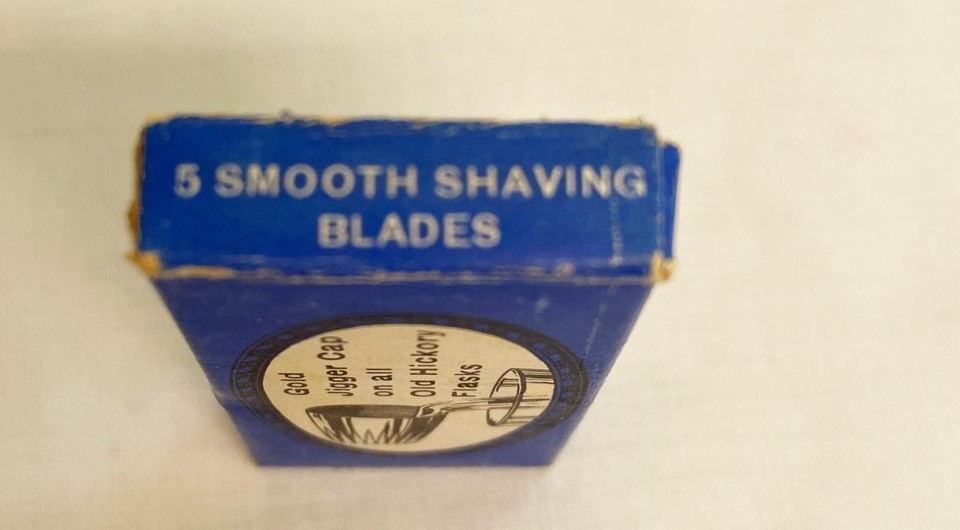 5 SMOOTH SHAVING
BLADES
Gold
Jigger Cap
on all
Old Hickory
Flasks